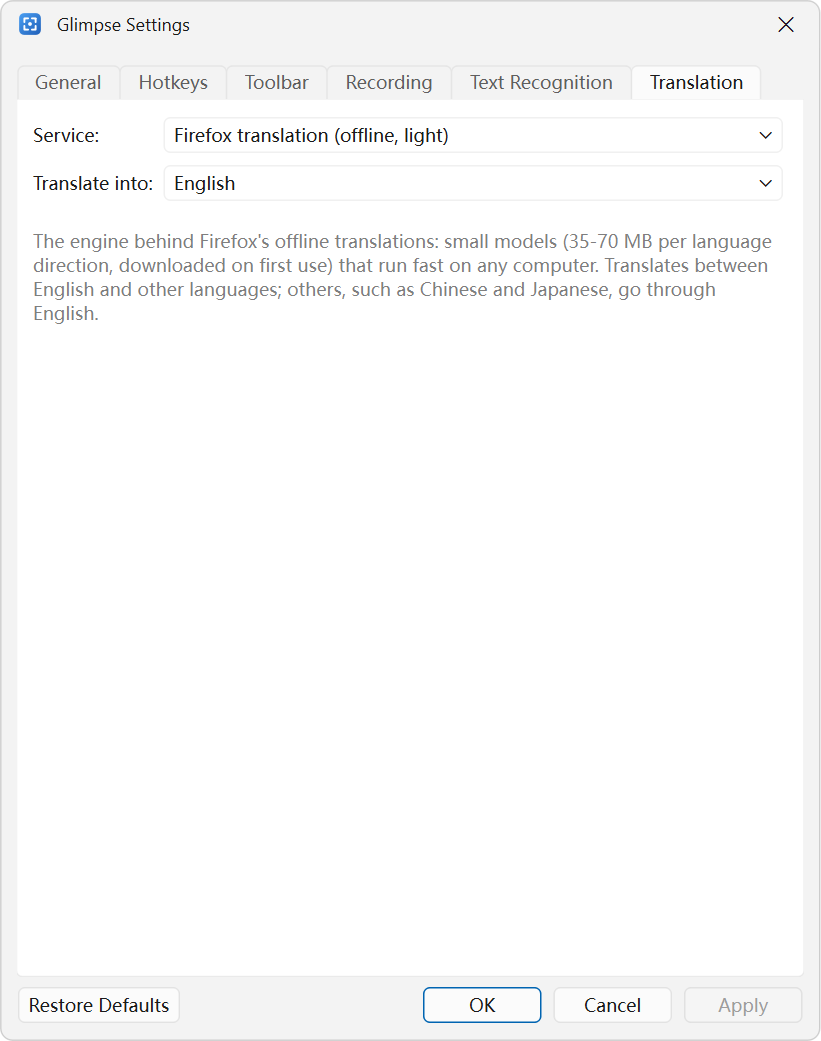 Glimpse Settings
General Hotkeys Toolbar Recording Text Recognition Translation
Service: Firefox translation (offline, light)
Translate into: English
The engine behind Firefox's offline translations: small models (35-70 MB per language
direction, downloaded on first use) that run fast on any computer. Translates between
English and other languages; others, such as Chinese and Japanese, go through
English.
Restore Defaults OK Cancel Apply